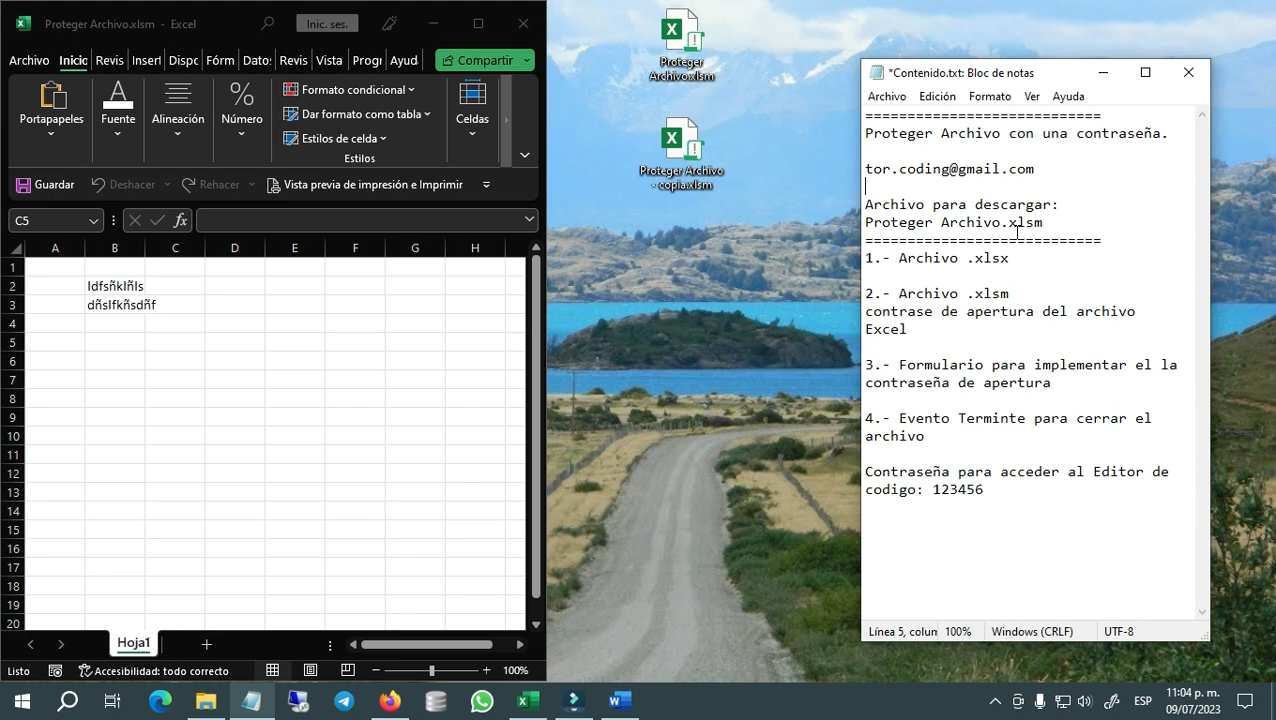 Proteger Archivo.xlsm - Excel
Inic. ses.
Archivo Inicic Revis Insert Dispc Fórm Dato: Revis Vista Progr Ayud
Compartir
Portapapeles
Fuente
Alineación
Número
Formato condicional
Dar formato como tabla
Estilos de celda
Estilos
Celdas
Guardar Deshacer Rehacer Vista previa de impresión e Imprimir
C5
fx
A B C D E F G H
1
2 ldfsñklñls
3 dñslfkñsdñf
4
5
6
7
8
9
10
11
12
13
14
15
16
17
18
19
20
Hoja1
Listo
Accesibilidad: todo correcto
100%
Proteger
Archivo.xlsm
Proteger Archivo
- copia.xlsm
*Contenido.txt: Bloc de notas
Archivo Edición Formato Ver Ayuda
============================
Proteger Archivo con una contraseña.
tor.coding@gmail.com
Archivo para descargar:
Proteger Archivo.xlsm
============================
1.- Archivo .xlsx
2.- Archivo .xlsm
contrase de apertura del archivo
Excel
3.- Formulario para implementar el la
contraseña de apertura
4.- Evento Terminte para cerrar el
archivo
Contraseña para acceder al Editor de
codigo: 123456
Línea 5, colum 100% Windows (CRLF) UTF-8
ESP
11:04 p. m.
09/07/2023